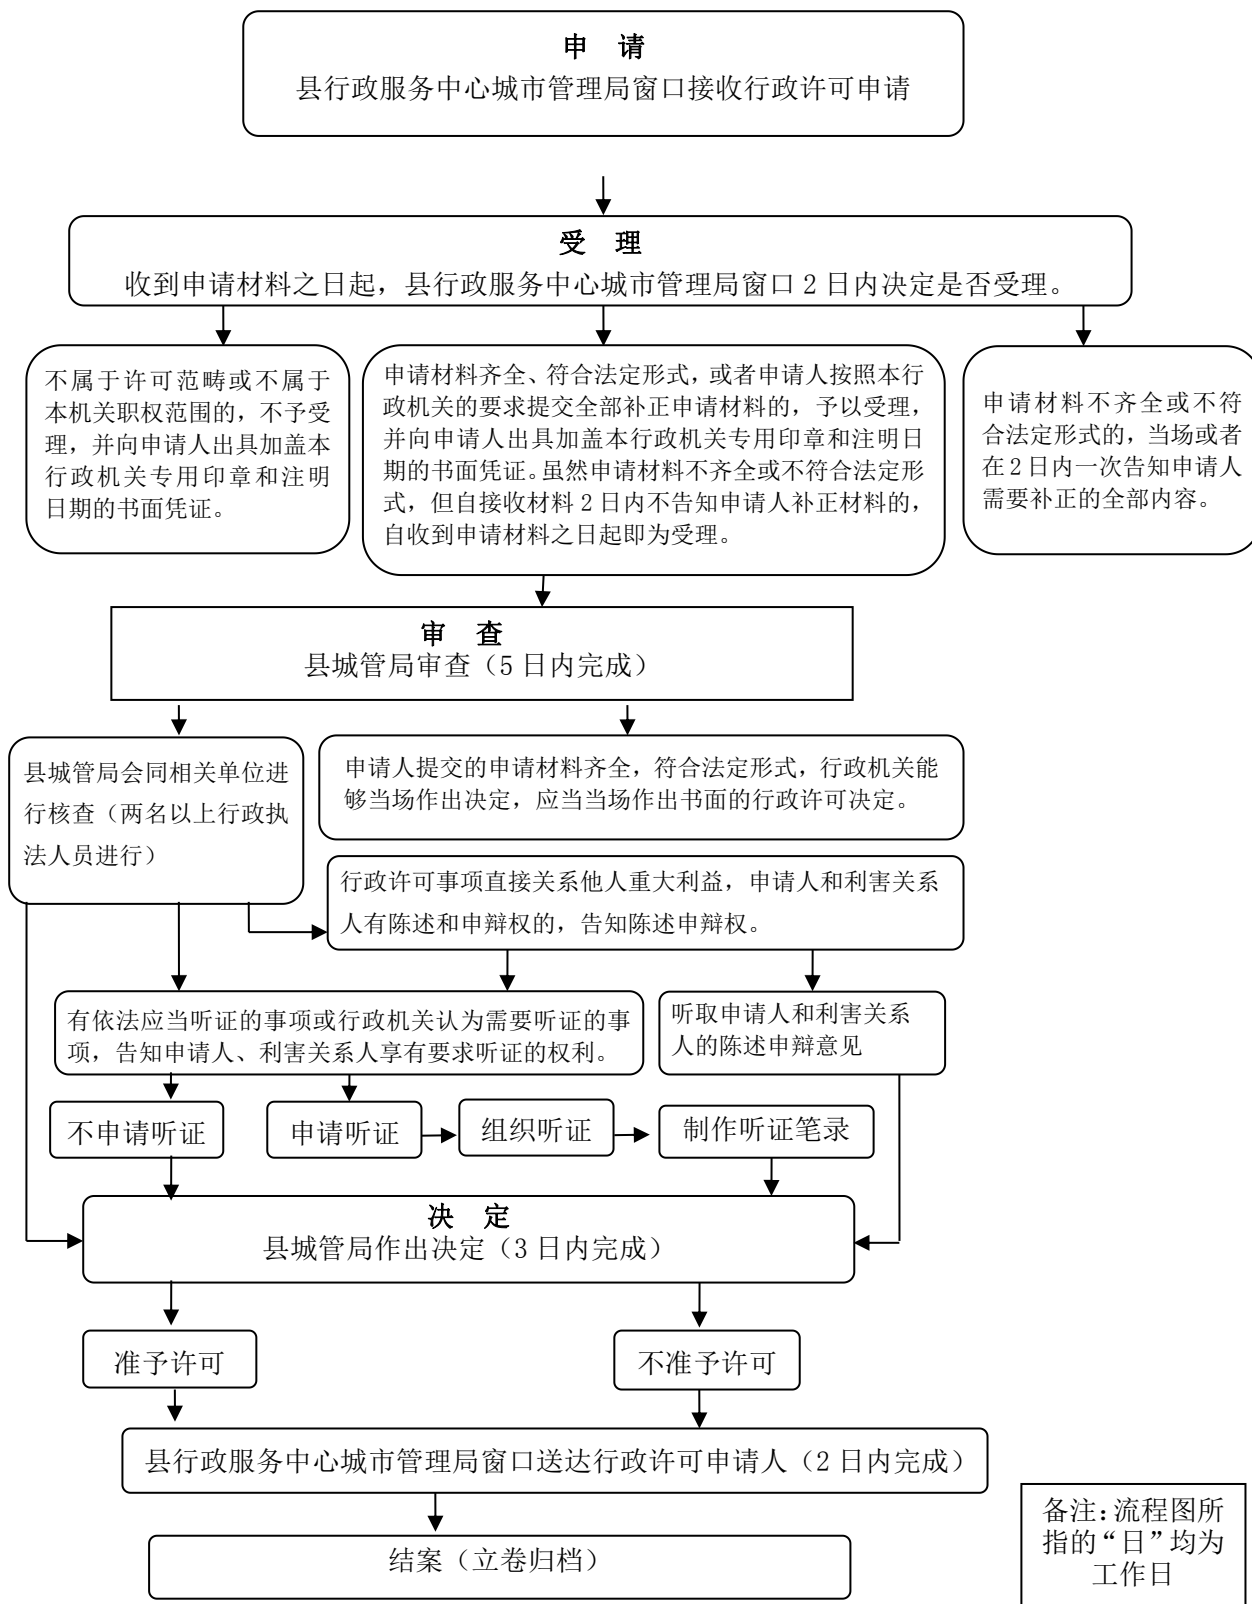 申 请
县行政服务中心城市管理局窗口接收行政许可申请
受 理
收到申请材料之日起，县行政服务中心城市管理局窗口 2 日内决定是否受理。
不属于许可范畴或不属于
本机关职权范围的，不予受
理，并向申请人出具加盖本
行政机关专用印章和注明
日期的书面凭证。
申请材料齐全、符合法定形式，或者申请人按照本行
政机关的要求提交全部补正申请材料的，予以受理，
并向申请人出具加盖本行政机关专用印章和注明日
期的书面凭证。虽然申请材料不齐全或不符合法定形
式，但自接收材料 2 日内不告知申请人补正材料的，
自收到申请材料之日起即为受理。
申请材料不齐全或不符
合法定形式的，当场或者
在 2 日内一次告知申请人
需要补正的全部内容。
审 查
县城管局审查（5 日内完成）
县城管局会同相关单位进
行核查（两名以上行政执
法人员进行）
申请人提交的申请材料齐全，符合法定形式，行政机关能
够当场作出决定，应当当场作出书面的行政许可决定。
行政许可事项直接关系他人重大利益，申请人和利害关系
人有陈述和申辩权的，告知陈述申辩权。
有依法应当听证的事项或行政机关认为需要听证的事
项，告知申请人、利害关系人享有要求听证的权利。
听取申请人和利害关系
人的陈述申辩意见
不申请听证
申请听证
组织听证
制作听证笔录
决 定
县城管局作出决定（3 日内完成）
准予许可
不准予许可
县行政服务中心城市管理局窗口送达行政许可申请人（2 日内完成）
结案（立卷归档）
备注：流程图所
指的“日”均为
工作日